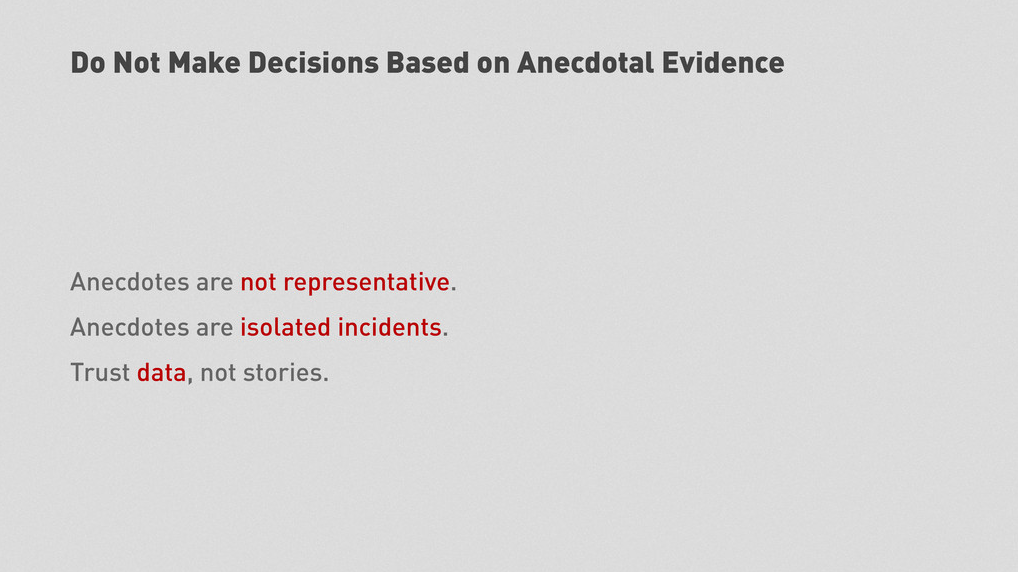 Do Not Make Decisions Based on Anecdotal Evidence
Anecdotes are not representative.
Anecdotes are isolated incidents.
Trust data, not stories.